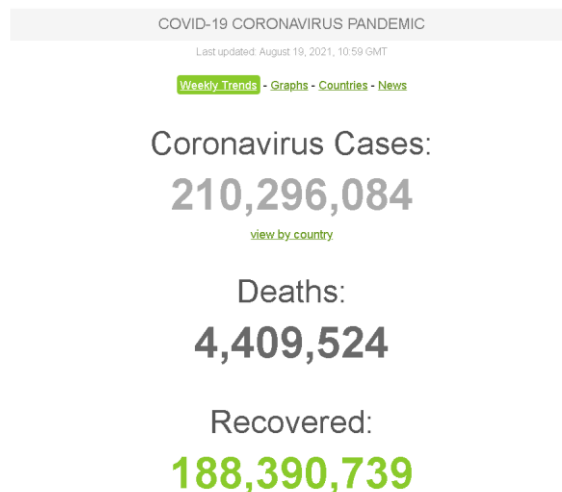 COVID-19 CORONAVIRUS PANDEMIC
Last updated: August 19, 2021, 10:59 GMT
Weekly Trends - Graphs - Countries - News
Coronavirus Cases:
210,296,084
view by country
Deaths:
4,409,524
Recovered:
188,390,739